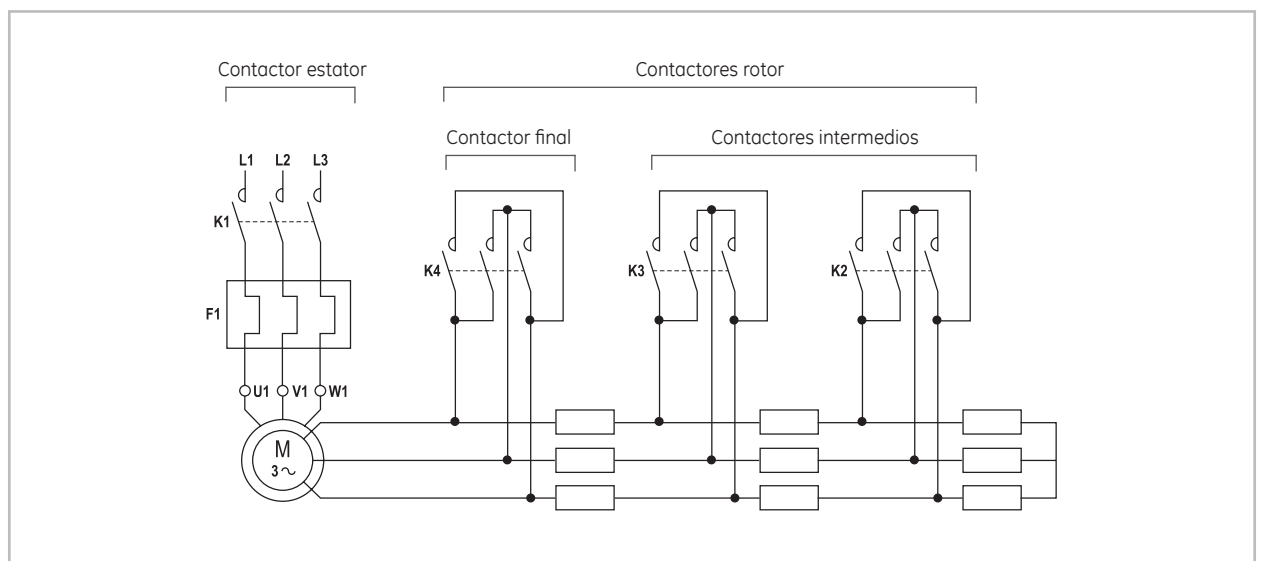 Contactor estator
Contactores rotor
Contactor final
Contactores intermedios
L1 L2 L3
K1
K4
K3
K2
F1
U1 V1 W1
M
3～